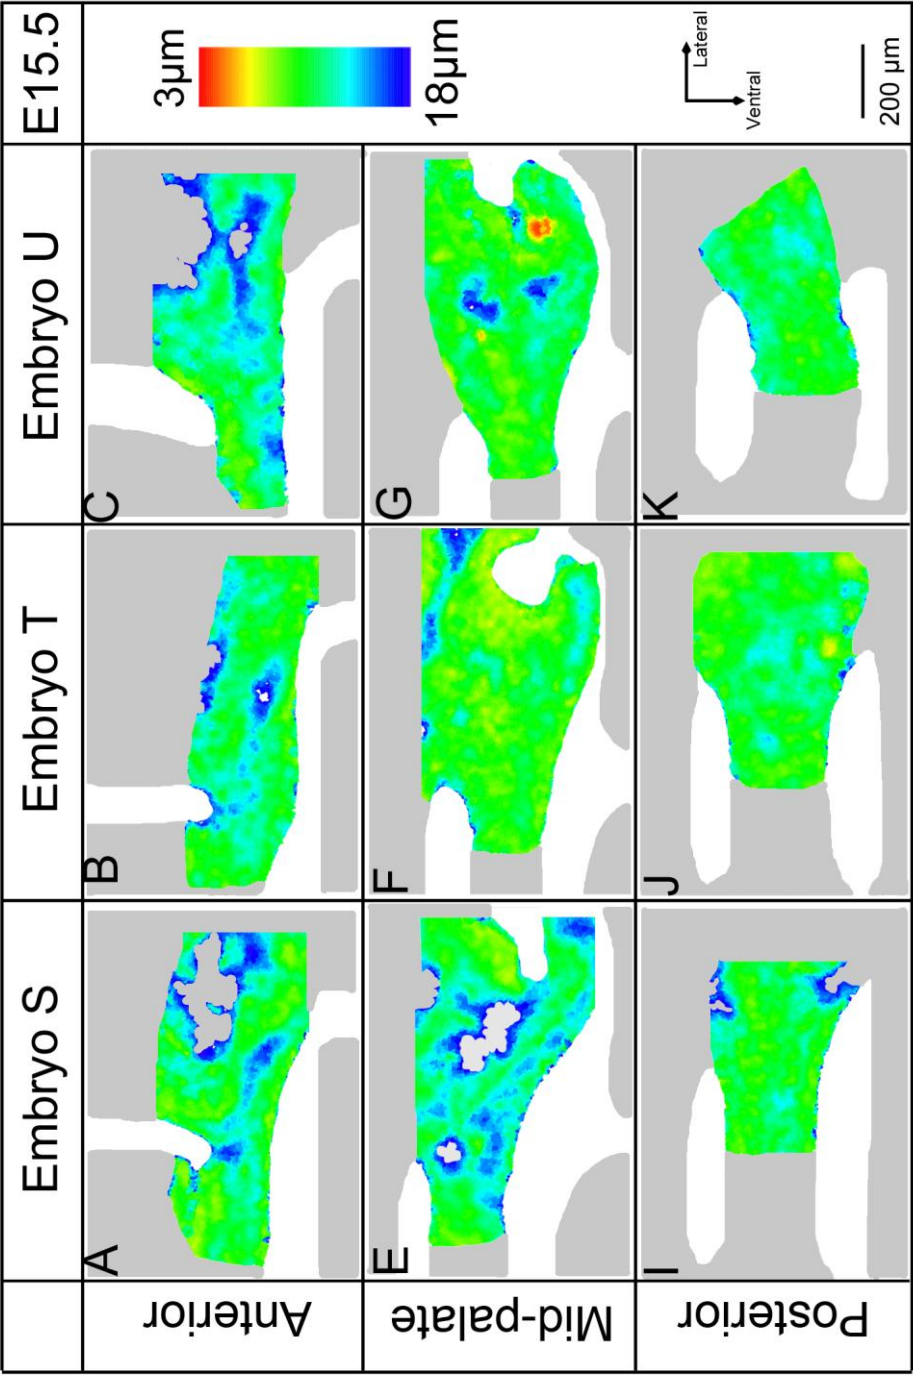 Embryo S
Embryo T
Embryo U
E15.5
Anterior
A
B
C
3μm
18μm
Mid-palate
E
F
G
Posterior
I
J
K
Lateral
Ventral
200 μm